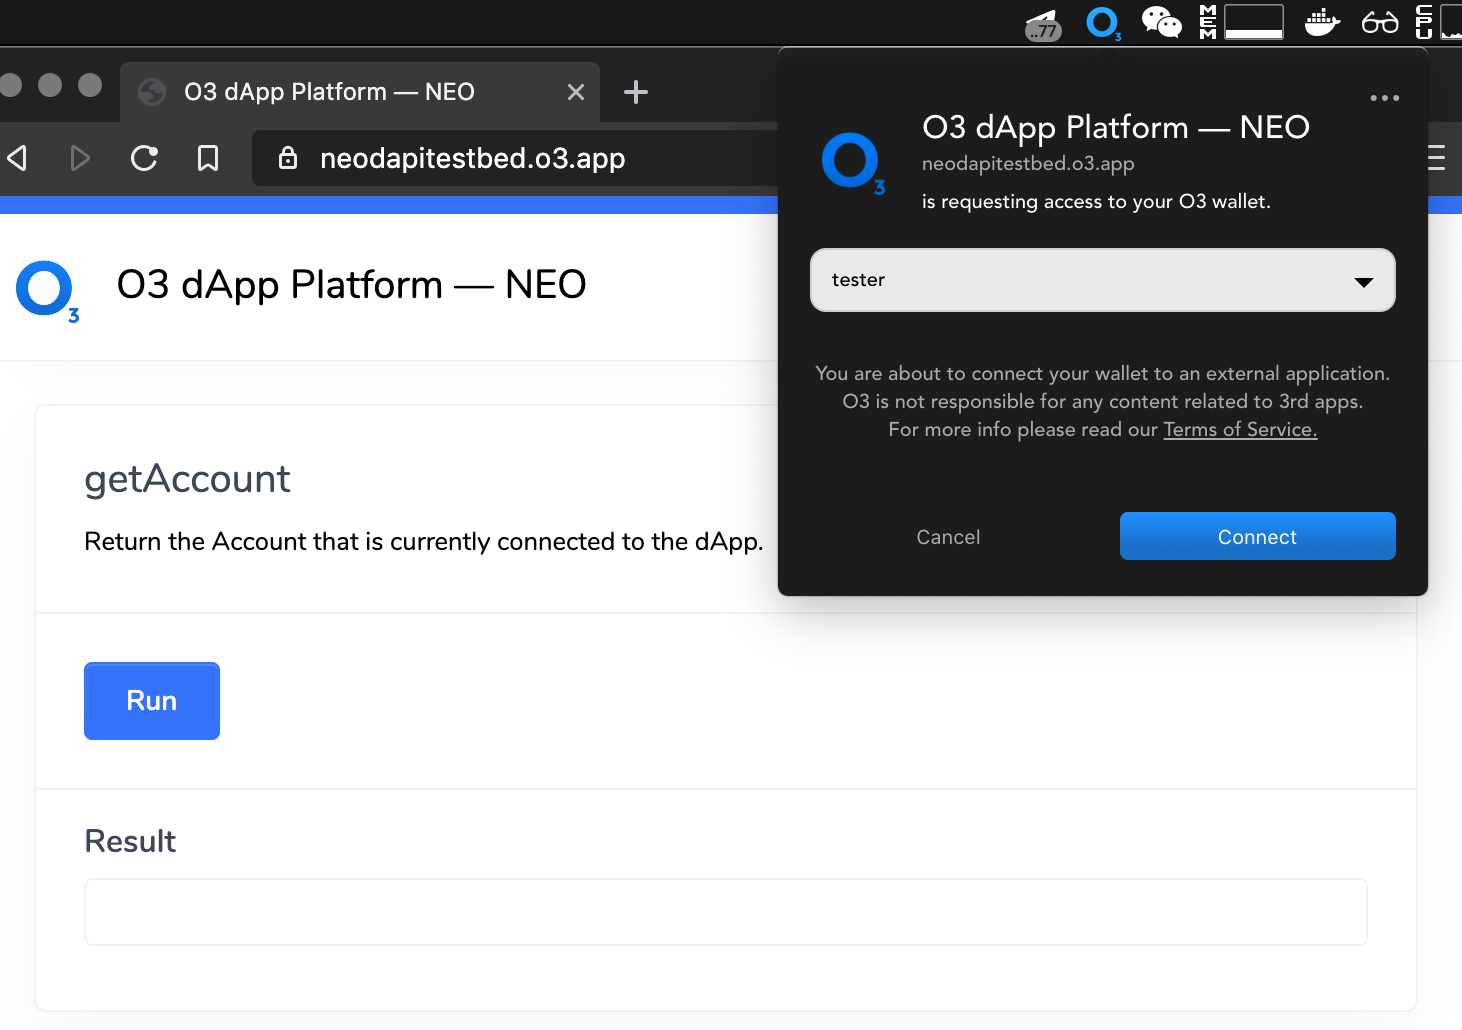 ..77
3
MEM
CPU
O3 dApp Platform — NEO
neodapitestbed.o3.app
O3 dApp Platform — NEO
neodapitestbed.o3.app
is requesting access to your O3 wallet.
3
tester
You are about to connect your wallet to an external application.
O3 is not responsible for any content related to 3rd apps.
For more info please read our Terms of Service.
Cancel
Connect
3
O3 dApp Platform — NEO
getAccount
Return the Account that is currently connected to the dApp.
Run
Result